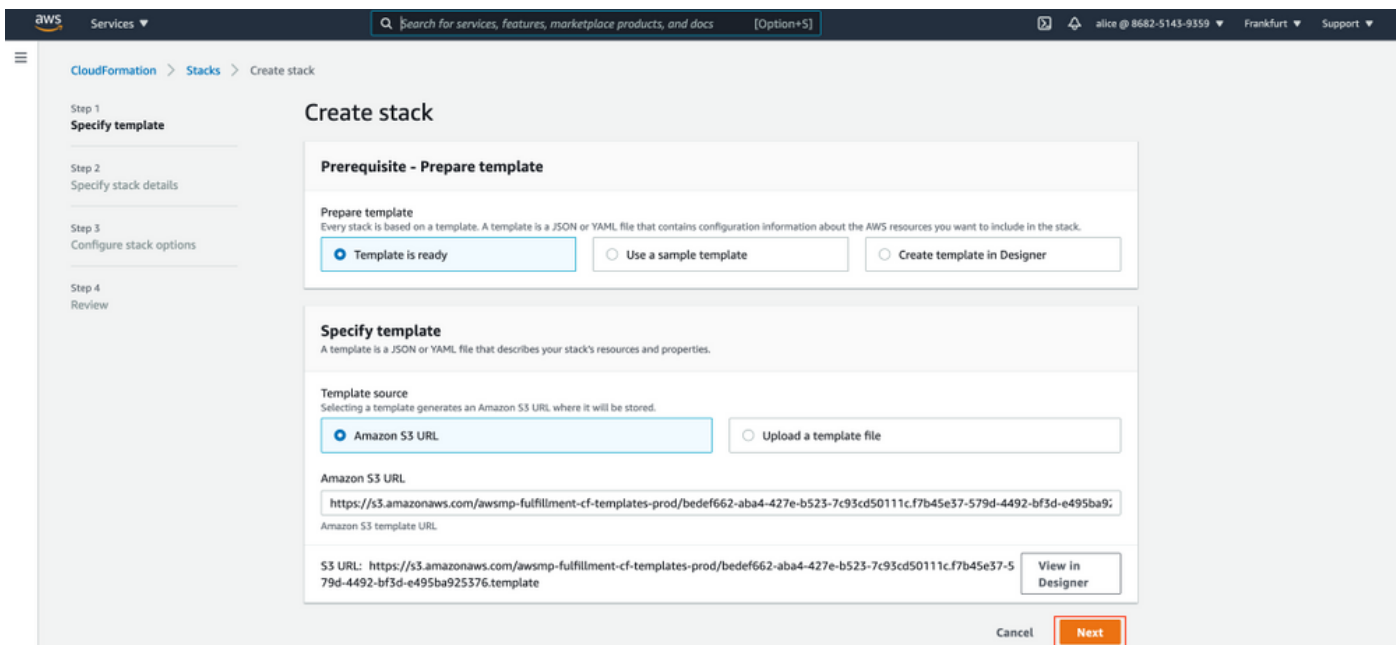 aws
Services ▼
Search for services, features, marketplace products, and docs [Option+S]
alice @ 8682-5143-9359 ▼
Frankfurt ▼
Support ▼
CloudFormation > Stacks > Create stack
Step 1
Specify template
Step 2
Specify stack details
Step 3
Configure stack options
Step 4
Review
Create stack
Prerequisite - Prepare template
Prepare template
Every stack is based on a template. A template is a JSON or YAML file that contains configuration information about the AWS resources you want to include in the stack.
Template is ready
Use a sample template
Create template in Designer
Specify template
A template is a JSON or YAML file that describes your stack's resources and properties.
Template source
Selecting a template generates an Amazon S3 URL where it will be stored.
Amazon S3 URL
Upload a template file
Amazon S3 URL
https://s3.amazonaws.com/awsmp-fulfillment-cf-templates-prod/bedef662-aba4-427e-b523-7c93cd50111c.f7b45e37-579d-4492-bf3d-e495ba92
Amazon S3 template URL
S3 URL: https://s3.amazonaws.com/awsmp-fulfillment-cf-templates-prod/bedef662-aba4-427e-b523-7c93cd50111c.f7b45e37-5
79d-4492-bf3d-e495ba925376.template
View in
Designer
Cancel
Next